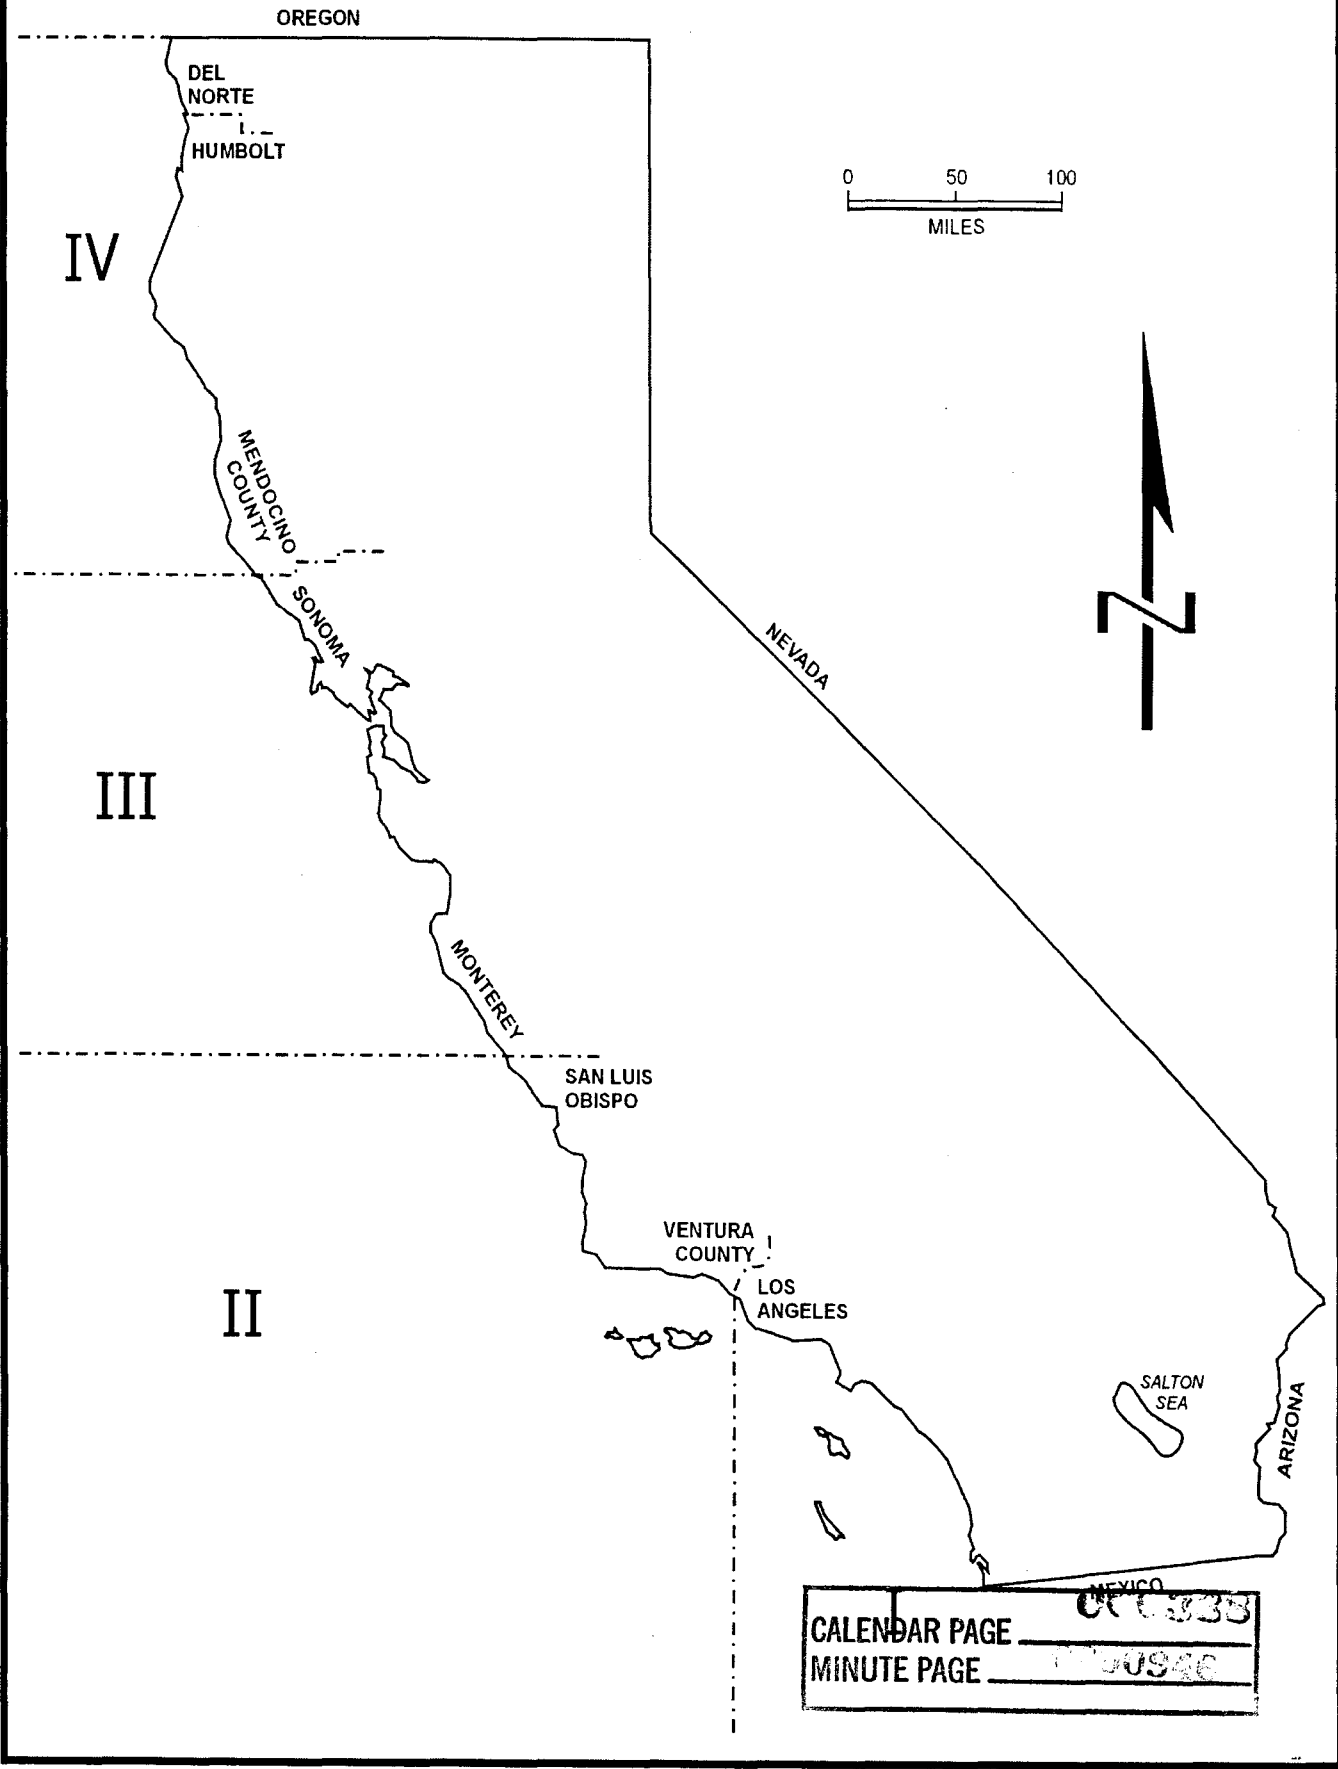 OREGON
DEL
NORTE
HUMBOLT
0 50 100
MILES
IV
MENDOCINO
COUNTY
SONOMA
NEVADA
N
III
MONTEREY
SAN LUIS
OBISPO
VENTURA
COUNTY
LOS
ANGELES
II
SALTON
SEA
ARIZONA
MEXICO
I
CALENDAR PAGE
MINUTE PAGE